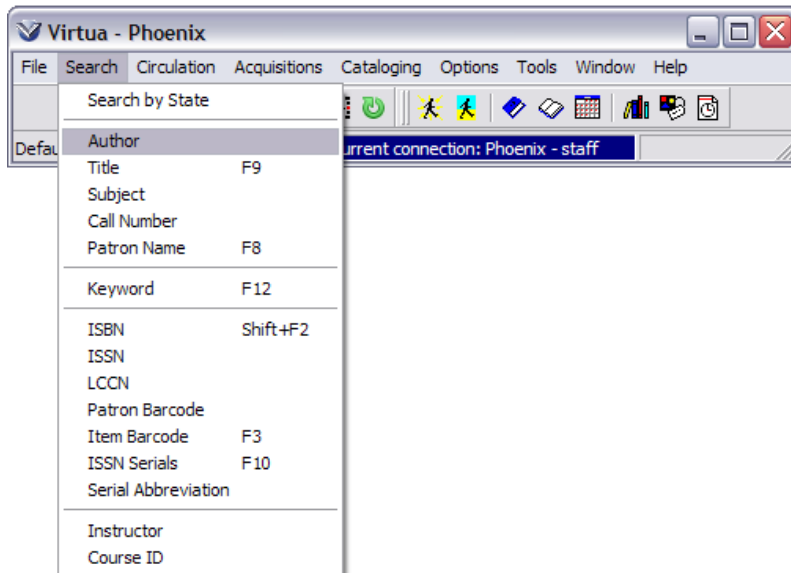 Virtua - Phoenix
File Search Circulation Acquisitions Cataloging Options Tools Window Help
Search by State
Author
Defau
urrent connection: Phoenix - staff
Title F9
Subject
Call Number
Patron Name F8
Keyword F12
ISBN Shift+F2
ISSN
LCCN
Patron Barcode
Item Barcode F3
ISSN Serials F10
Serial Abbreviation
Instructor
Course ID